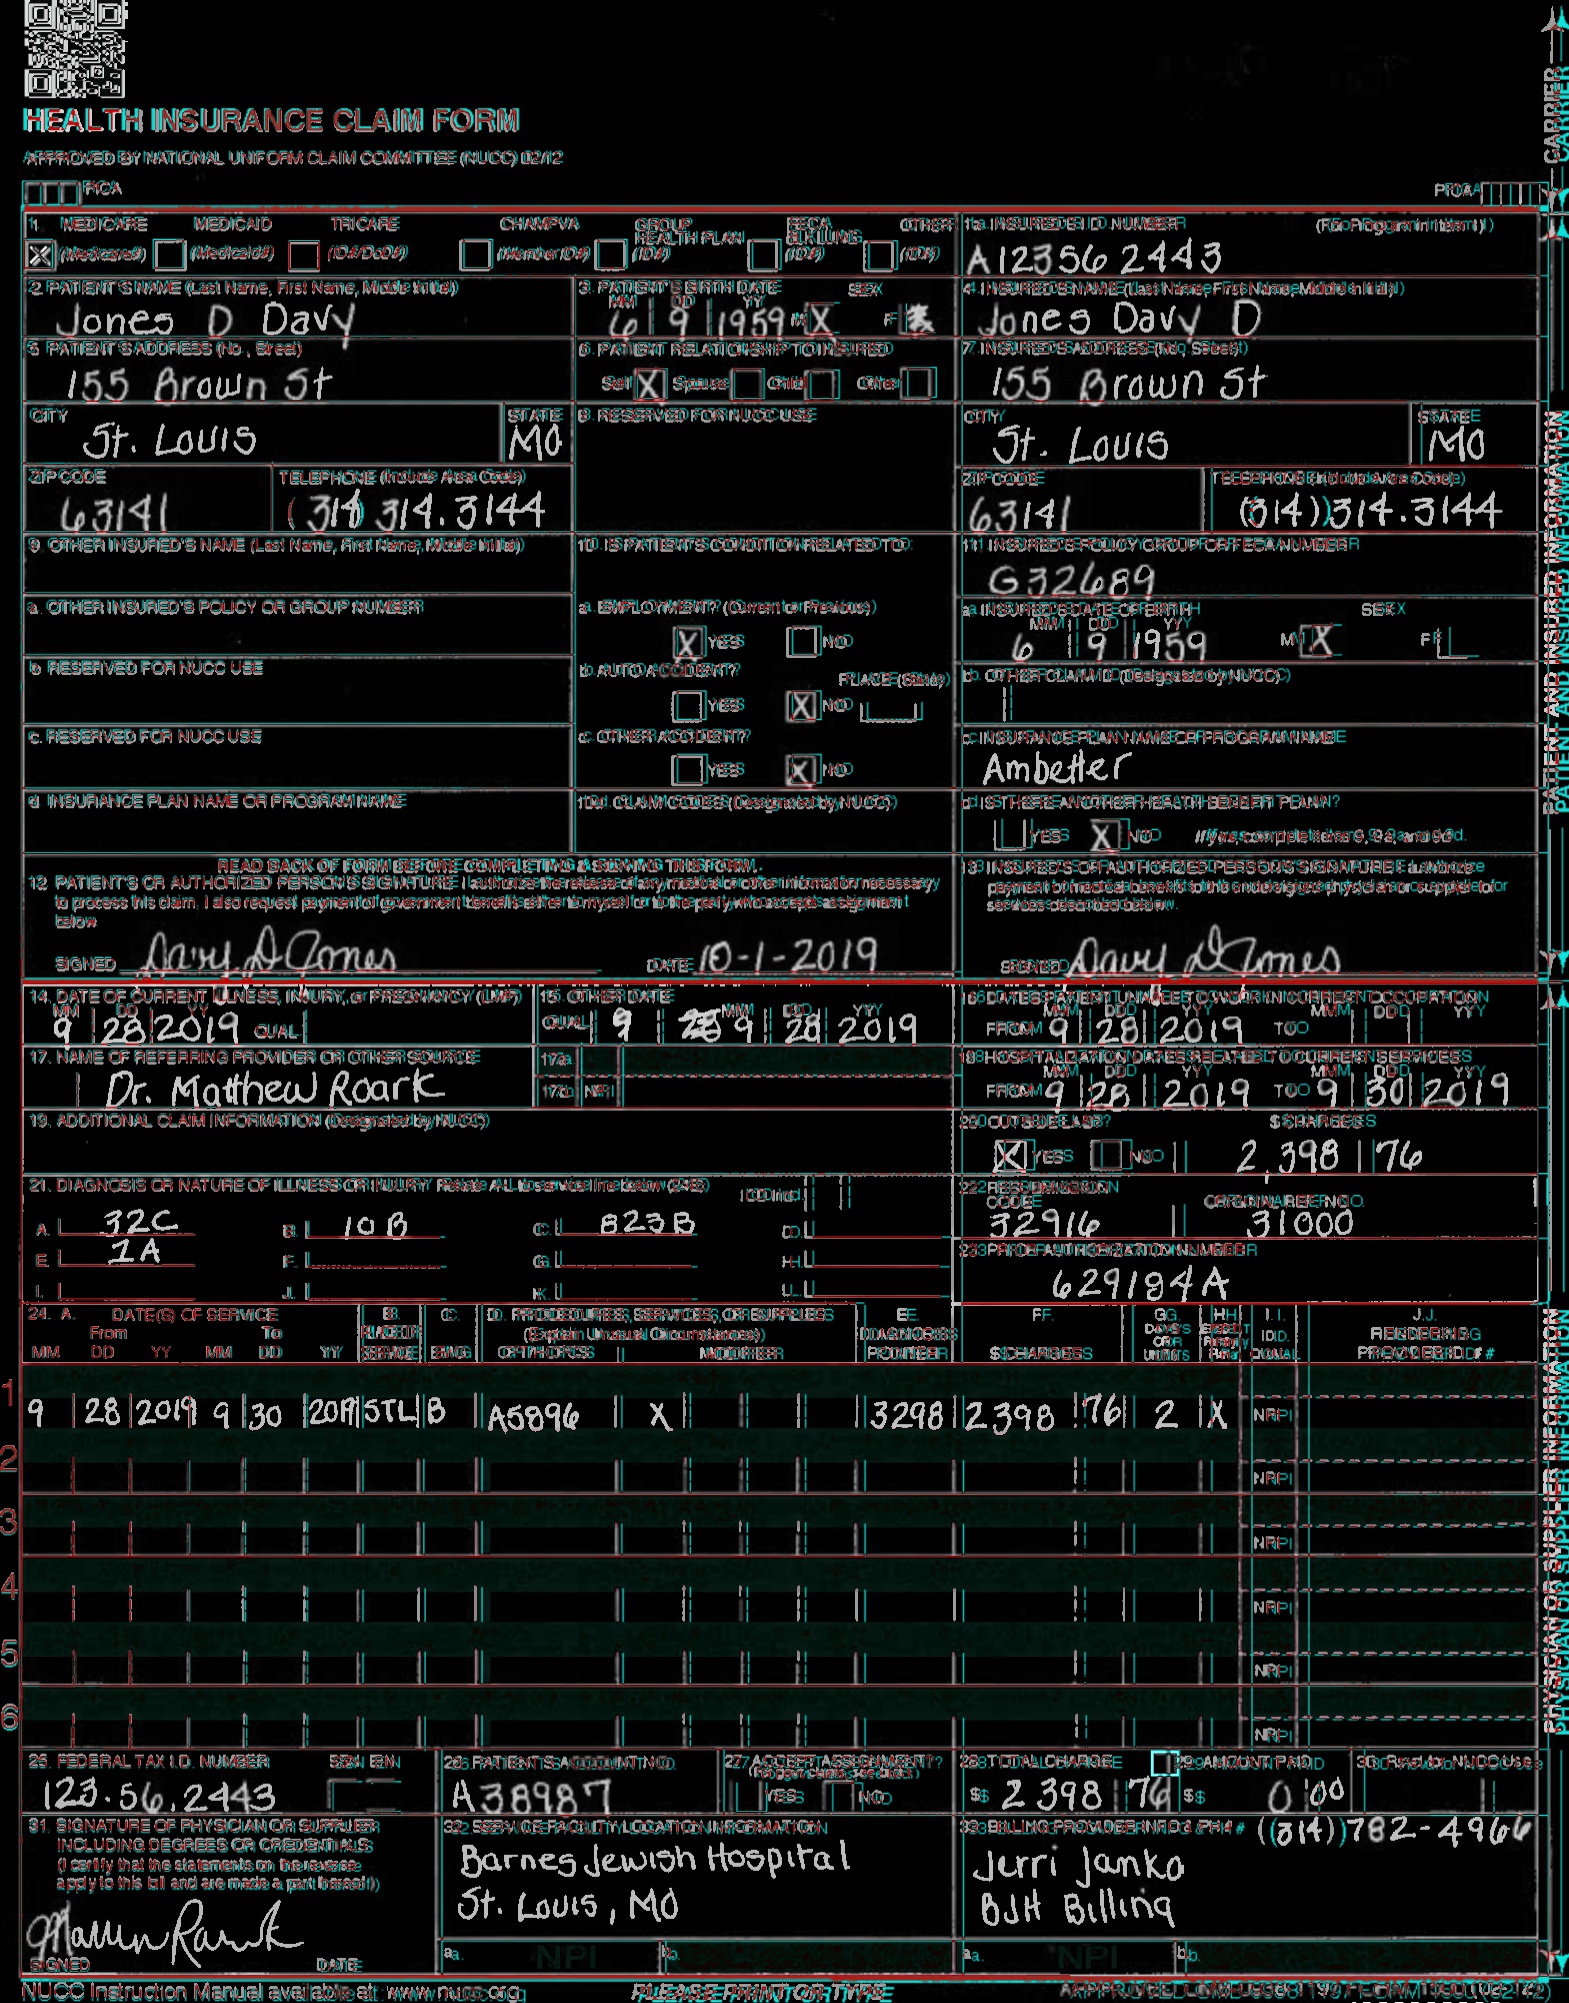 HEALTH INSURANCE CLAIM FORM
APPROVED BY NATIONAL UNIFORM CLAIM COMMITTEE (NUCC) 02/12
PICA
PICA
CARRIER
1. MEDICARE MEDICAID TRICARE CHAMPVA GROUP HEALTH PLAN FECA BLK LUNG OTHER
X (Medicare#) (Medicaid#) (ID#/DoD#) (Member ID#) (ID#) (ID#) (ID#)
1a. INSURED'S I.D. NUMBER (For Program in Item 1)
A12356 2443
2. PATIENT'S NAME (Last Name, First Name, Middle Initial)
Jones D Davy
3. PATIENT'S BIRTH DATE SEX
MM DD YY
6 9 1959 M X F
4. INSURED'S NAME (Last Name, First Name, Middle Initial)
Jones Davy D
5. PATIENT'S ADDRESS (No., Street)
155 Brown St
6. PATIENT RELATIONSHIP TO INSURED
Self X Spouse Child Other
7. INSURED'S ADDRESS (No., Street)
155 Brown St
CITY STATE
St. Louis MO
8. RESERVED FOR NUCC USE
CITY STATE
St. Louis MO
ZIP CODE TELEPHONE (Include Area Code)
63141 (314) 314.3144
ZIP CODE TELEPHONE (Include Area Code)
63141 (314) 314.3144
9. OTHER INSURED'S NAME (Last Name, First Name, Middle Initial)
10. IS PATIENT'S CONDITION RELATED TO:
11. INSURED'S POLICY GROUP OR FECA NUMBER
G32689
a. OTHER INSURED'S POLICY OR GROUP NUMBER
a. EMPLOYMENT? (Current or Previous)
X YES NO
a. INSURED'S DATE OF BIRTH SEX
MM DD YY
6 9 1959 M X F
b. RESERVED FOR NUCC USE
b. AUTO ACCIDENT? PLACE (State)
YES X NO
b. OTHER CLAIM ID (Designated by NUCC)
c. RESERVED FOR NUCC USE
c. OTHER ACCIDENT?
YES X NO
c. INSURANCE PLAN NAME OR PROGRAM NAME
Ambetter
d. INSURANCE PLAN NAME OR PROGRAM NAME
10d. CLAIM CODES (Designated by NUCC)
d. IS THERE ANOTHER HEALTH BENEFIT PLAN?
YES X NO If yes, complete items 9, 9a, and 9d.
READ BACK OF FORM BEFORE COMPLETING & SIGNING THIS FORM.
12. PATIENT'S OR AUTHORIZED PERSON'S SIGNATURE I authorize the release of any medical or other information necessary
to process this claim. I also request payment of government benefits either to myself or to the party who accepts assignment
below.
SIGNED Davy D Jones DATE 10-1-2019
13. INSURED'S OR AUTHORIZED PERSON'S SIGNATURE I authorize
payment of medical benefits to the undersigned physician or supplier for
services described below.
SIGNED Davy D Jones
PATIENT AND INSURED INFORMATION
14. DATE OF CURRENT ILLNESS, INJURY, or PREGNANCY (LMP)
MM DD YY
9 28 2019 QUAL.
15. OTHER DATE
MM DD YY
QUAL. 9 9 28 2019
16. DATES PATIENT UNABLE TO WORK IN CURRENT OCCUPATION
MM DD YY MM DD YY
FROM 9 28 2019 TO
17. NAME OF REFERRING PROVIDER OR OTHER SOURCE
Dr. Matthew Roark
17a.
17b. NPI
18. HOSPITALIZATION DATES RELATED TO CURRENT SERVICES
MM DD YY MM DD YY
FROM 9 28 2019 TO 9 30 2019
19. ADDITIONAL CLAIM INFORMATION (Designated by NUCC)
20. OUTSIDE LAB? $ CHARGES
X YES NO 2,398 76
21. DIAGNOSIS OR NATURE OF ILLNESS OR INJURY Relate A-L to service line below (24E) ICD Ind.
A. 32C B. 10B C. 823B D.
E. 1A F. G. H.
I. J. K. L.
22. RESUBMISSION CODE ORIGINAL REF. NO.
32916 31000
23. PRIOR AUTHORIZATION NUMBER
629184A
24. A. DATE(S) OF SERVICE B. C. D. PROCEDURES, SERVICES, OR SUPPLIES E. F. G. H. I. J.
From To PLACE OF (Explain Unusual Circumstances) DIAGNOSIS DAYS OR EPSDT Family ID. RENDERING
MM DD YY MM DD YY SERVICE EMG CPT/HCPCS MODIFIER POINTER $ CHARGES UNITS Plan QUAL. PROVIDER ID. #
1 9 28 2019 9 30 2019 STL B A5896 X 3298 2398 76 2 X NPI
2 NPI
3 NPI
4 NPI
5 NPI
6 NPI
25. FEDERAL TAX I.D. NUMBER SSN EIN
123.56.2443
26. PATIENT'S ACCOUNT NO.
A38987
27. ACCEPT ASSIGNMENT?
(For govt. claims, see back)
YES NO
28. TOTAL CHARGE
$ 2398 76
29. AMOUNT PAID
$ 0 00
30. Rsvd for NUCC Use
31. SIGNATURE OF PHYSICIAN OR SUPPLIER
INCLUDING DEGREES OR CREDENTIALS
(I certify that the statements on the reverse
apply to this bill and are made a part thereof.)
SIGNED DATE
32. SERVICE FACILITY LOCATION INFORMATION
Barnes Jewish Hospital
St. Louis, MO
a. NPI b.
33. BILLING PROVIDER INFO & PH # (314) 782-4966
Jerri Jamko
BJH Billing
a. NPI b.
PHYSICIAN OR SUPPLIER INFORMATION
NUCC Instruction Manual available at: www.nucc.org
PLEASE PRINT OR TYPE